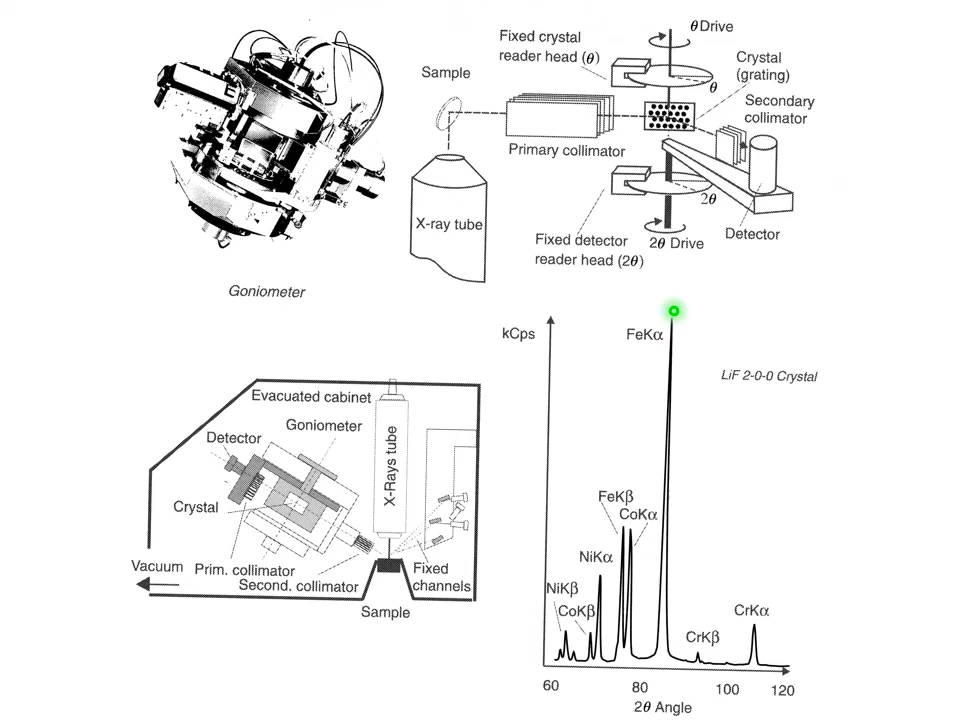 E
Goniometer
Fixed crystal
reader head (θ)
θ Drive
Crystal
(grating)
θ
Sample
Secondary
collimator
Primary collimator
X-ray tube
2θ
Fixed detector
reader head (2θ)
2θ Drive
Detector
Evacuated cabinet
Goniometer
Detector
X-Rays tube
Crystal
Vacuum
Prim. collimator
Second. collimator
Fixed
channels
Sample
kCps
FeKα
LiF 2-0-0 Crystal
FeKβ
CoKα
NiKα
NiKβ
CoKβ
CrKβ
CrKα
60 80 100 120
2θ Angle